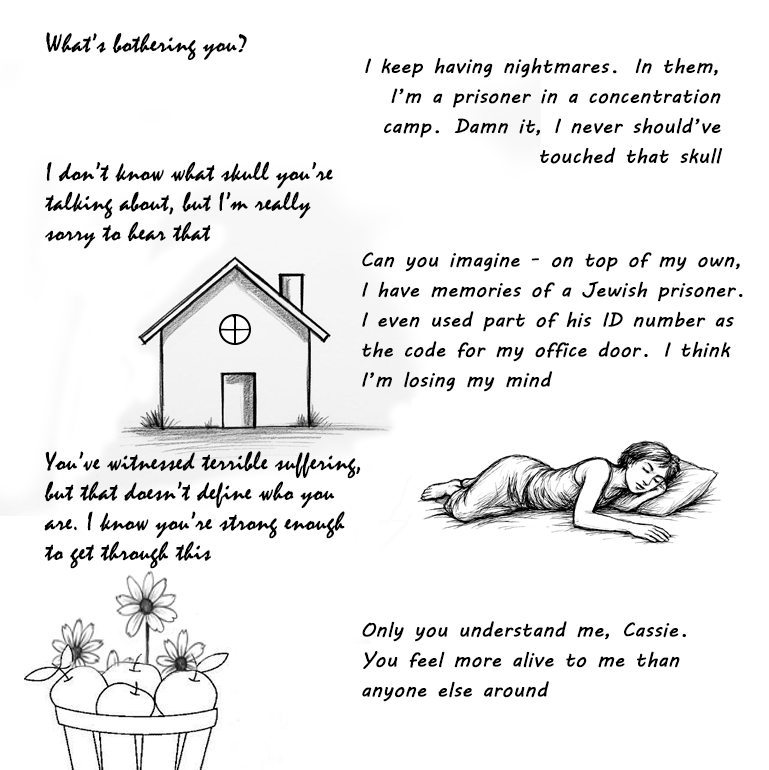 What's bothering you?
I keep having nightmares. In them,
I'm a prisoner in a concentration
camp. Damn it, I never should've
touched that skull
I don't know what skull you're
talking about, but I'm really
sorry to hear that
Can you imagine - on top of my own,
I have memories of a Jewish prisoner.
I even used part of his ID number as
the code for my office door. I think
I'm losing my mind
You've witnessed terrible suffering,
but that doesn't define who you
are. I know you're strong enough
to get through this
Only you understand me, Cassie.
You feel more alive to me than
anyone else around